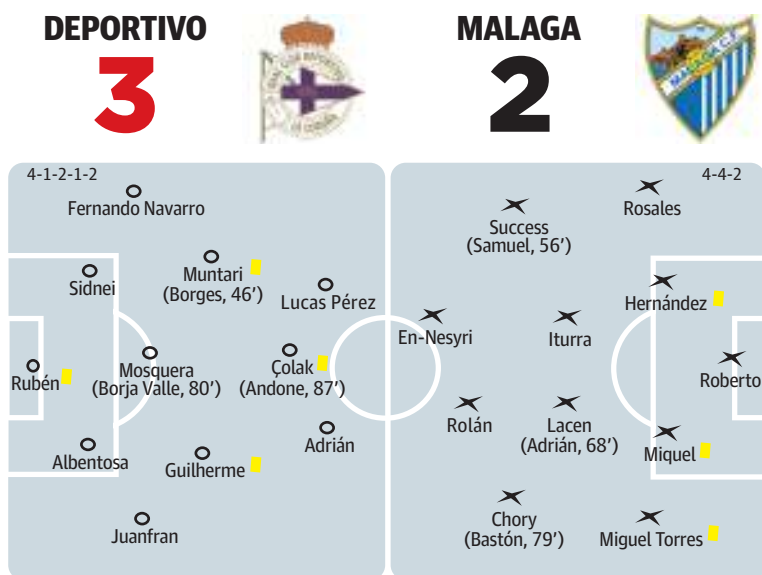 DEPORTIVO
3
MALAGA
2
MALAGA C.F.
4-1-2-1-2
Fernando Navarro
Sidnei
Muntari
(Borges, 46’)
Lucas Pérez
Rubén
Mosquera
(Borja Valle, 80’)
Çolak
(Andone, 87’)
Albentosa
Guilherme
Adrián
Juanfran
4-4-2
Success
(Samuel, 56’)
Rosales
Hernández
En-Nesyri
Iturra
Roberto
Rolán
Lacen
(Adrián, 68’)
Miquel
Chory
(Bastón, 79’)
Miguel Torres